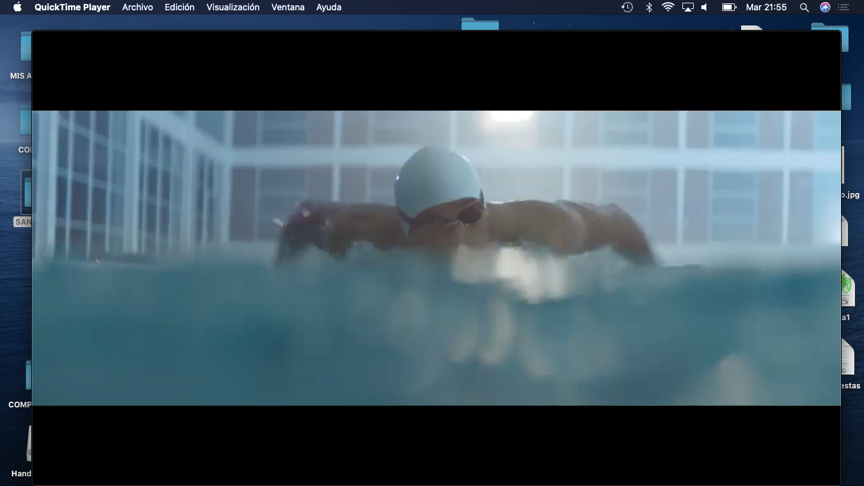 QuickTime Player Archivo Edición Visualización Ventana Ayuda Mar 21:55
MIS A
CO
SAN
COMP
Hand
o.jpg
a1
estas